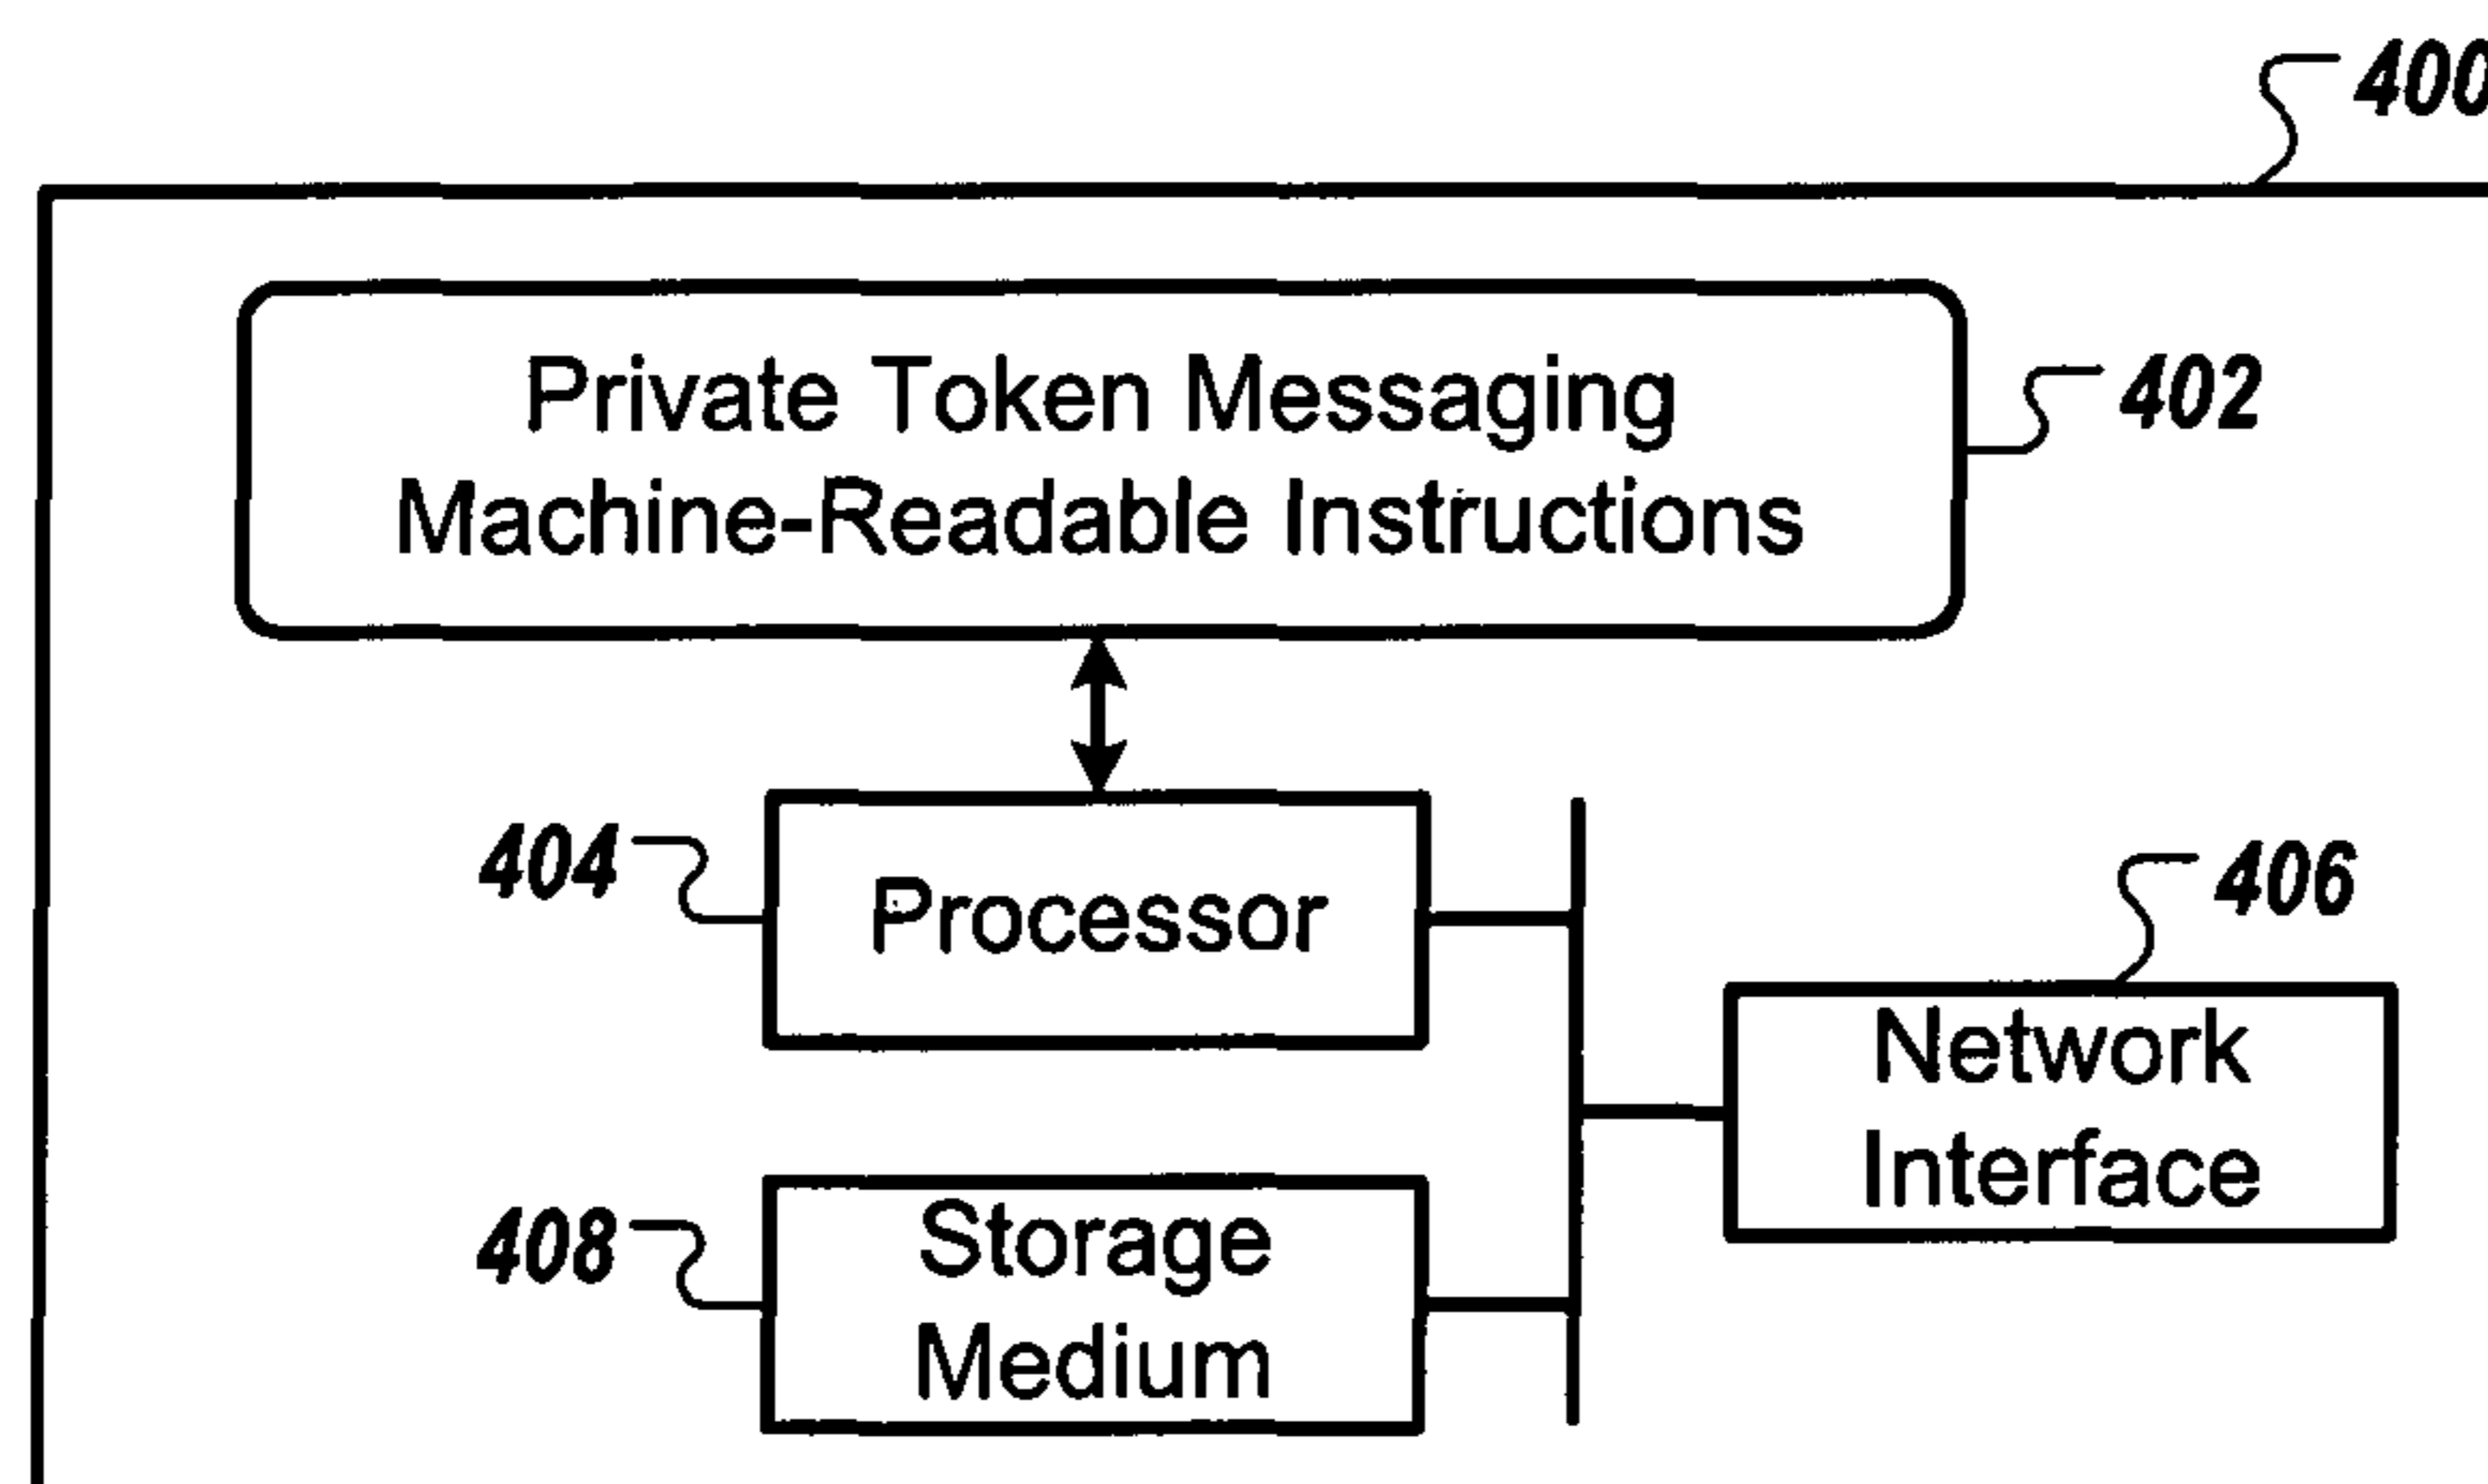 400
Private Token Messaging
Machine-Readable Instructions
402
404
Processor
406
Network
Interface
408
Storage
Medium